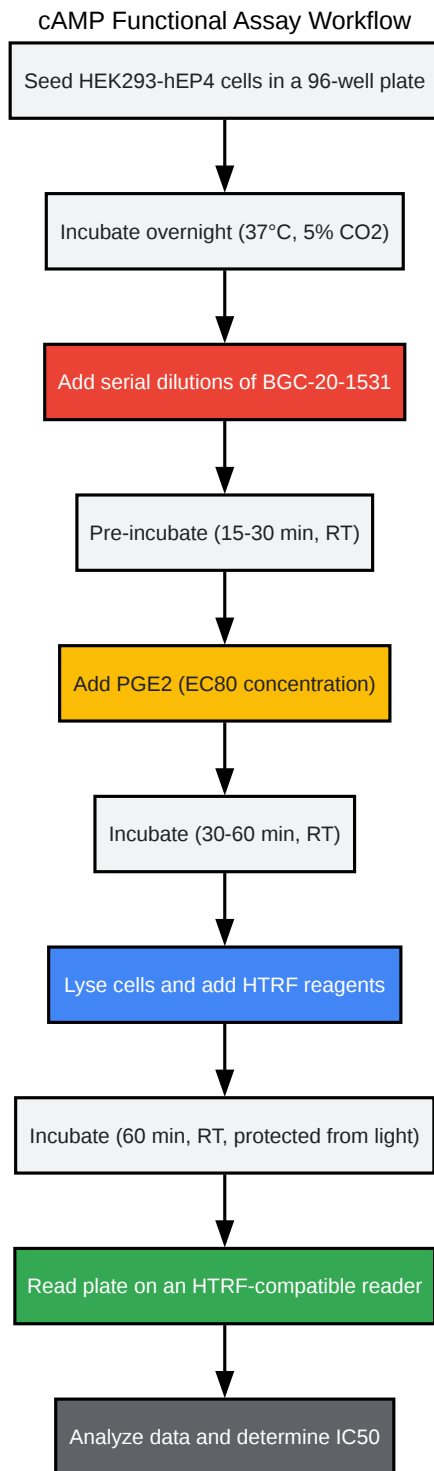 cAMP Functional Assay Workflow
Seed HEK293-hEP4 cells in a 96-well plate
Incubate overnight (37°C, 5% CO2)
Add serial dilutions of BGC-20-1531
Pre-incubate (15-30 min, RT)
Add PGE2 (EC80 concentration)
Incubate (30-60 min, RT)
Lyse cells and add HTRF reagents
Incubate (60 min, RT, protected from light)
Read plate on an HTRF-compatible reader
Analyze data and determine IC50